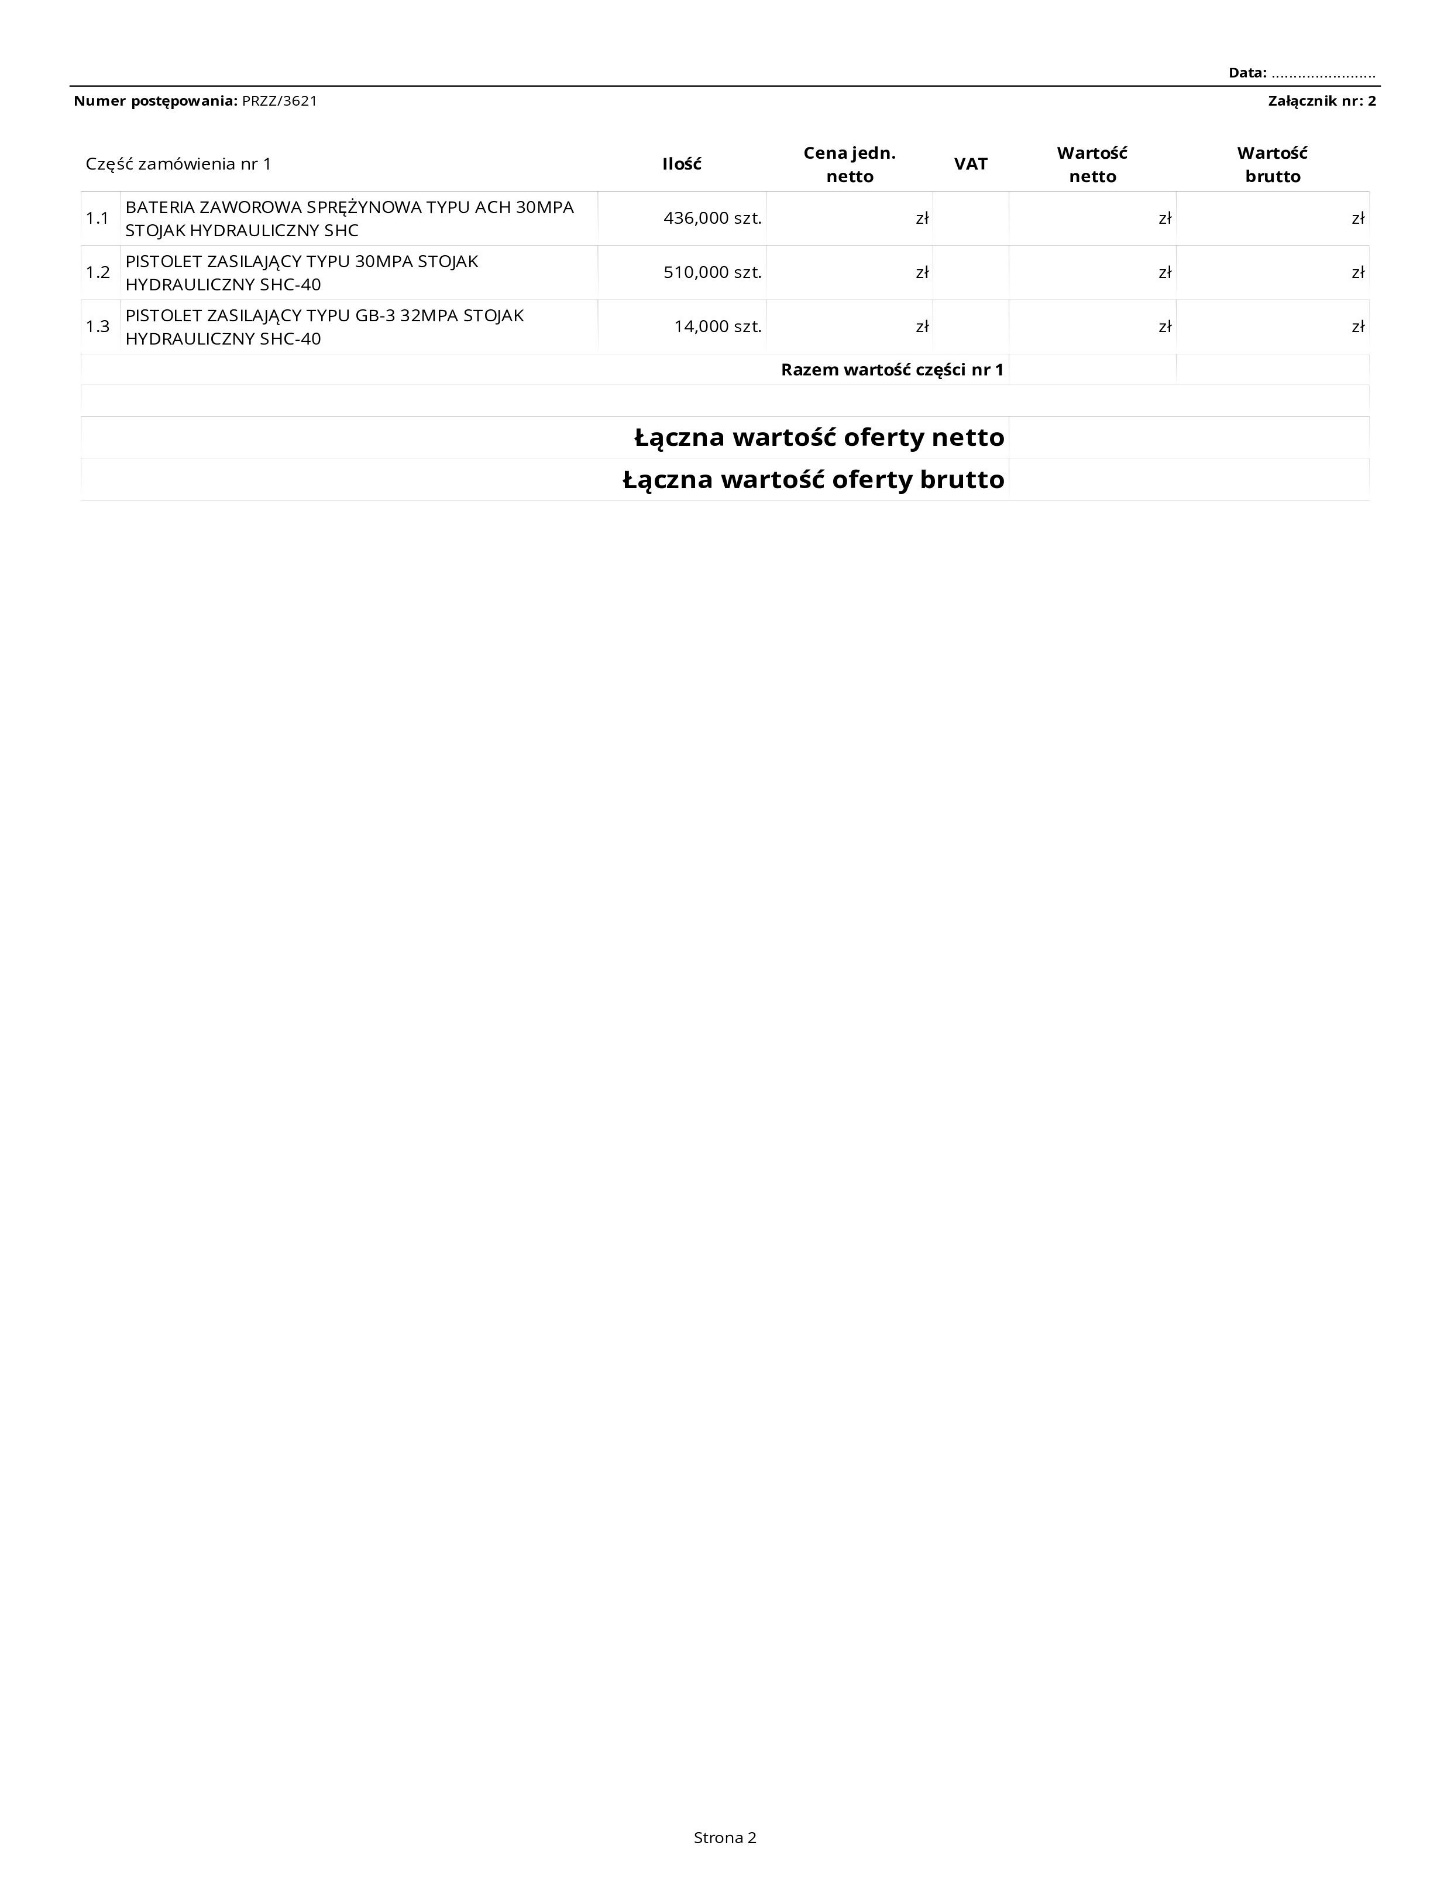 Data: ........................
Numer postępowania: PRZZ/3621 Załącznik nr: 2
Część zamówienia nr 1 Ilość Cena jedn. netto VAT Wartość netto Wartość brutto
1.1 BATERIA ZAWOROWA SPRĘŻYNOWA TYPU ACH 30MPA
STOJAK HYDRAULICZNY SHC 436,000 szt. zł zł zł
1.2 PISTOLET ZASILAJĄCY TYPU 30MPA STOJAK
HYDRAULICZNY SHC-40 510,000 szt. zł zł zł
1.3 PISTOLET ZASILAJĄCY TYPU GB-3 32MPA STOJAK
HYDRAULICZNY SHC-40 14,000 szt. zł zł zł
Razem wartość części nr 1
Łączna wartość oferty netto
Łączna wartość oferty brutto
Strona 2